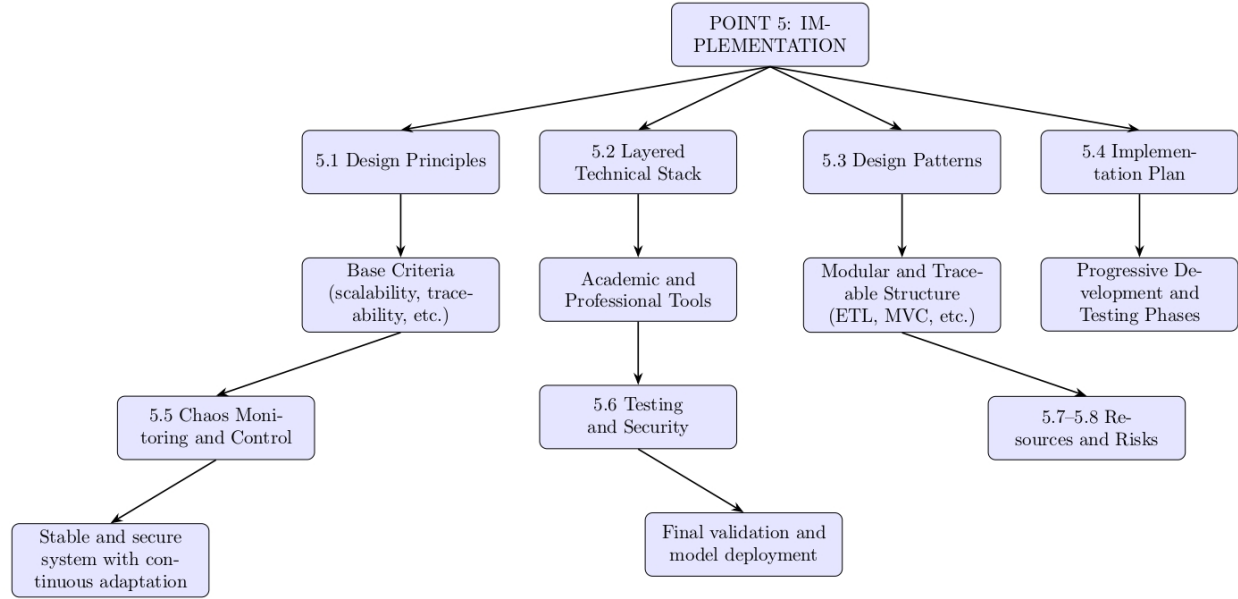 POINT 5: IM-
PLEMENTATION
5.1 Design Principles
5.2 Layered
Technical Stack
5.3 Design Patterns
5.4 Implemen-
tation Plan
Base Criteria
(scalability, trace-
ability, etc.)
Academic and
Professional Tools
Modular and Trace-
able Structure
(ETL, MVC, etc.)
Progressive De-
velopment and
Testing Phases
5.5 Chaos Moni-
toring and Control
5.6 Testing
and Security
5.7–5.8 Re-
sources and Risks
Stable and secure
system with con-
tinuous adaptation
Final validation and
model deployment